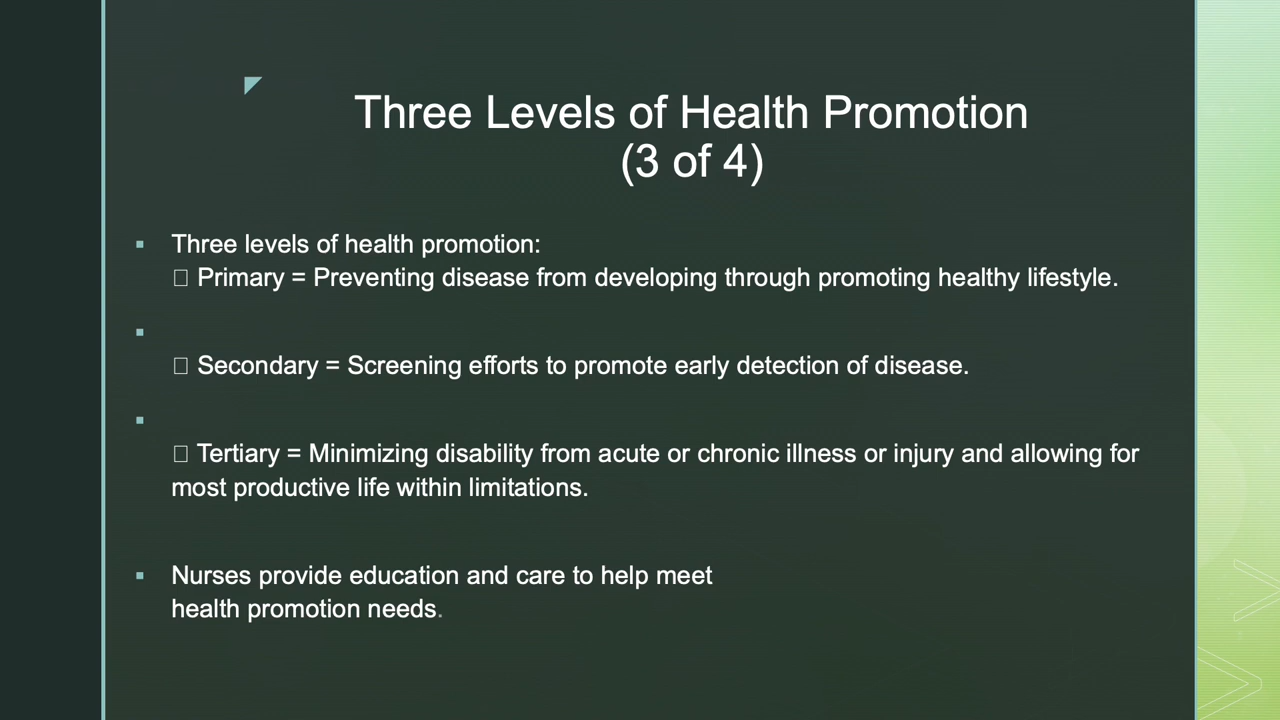 Three Levels of Health Promotion
(3 of 4)
▪ Three levels of health promotion:
□ Primary = Preventing disease from developing through promoting healthy lifestyle.
▪
□ Secondary = Screening efforts to promote early detection of disease.
▪
□ Tertiary = Minimizing disability from acute or chronic illness or injury and allowing for
most productive life within limitations.
▪ Nurses provide education and care to help meet
health promotion needs.